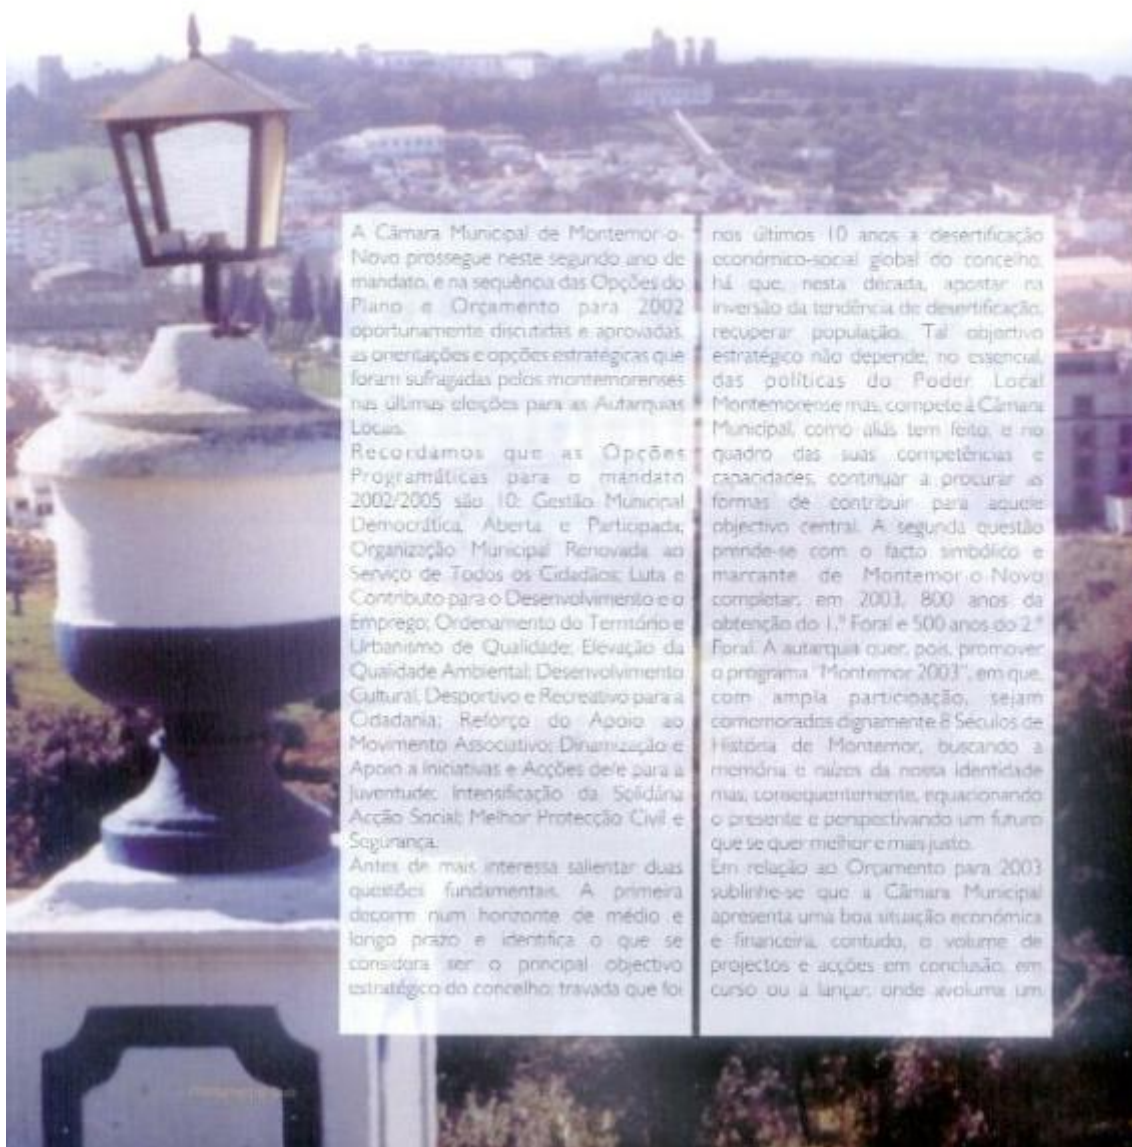 A Câmara Municipal de Montemor-o-
Novo prossegue neste segundo ano de
mandato, e na sequência das Opções do
Plano e Orçamento para 2002
oportunamente discutidas e aprovadas,
as orientações e opções estratégicas que
foram sufragadas pelos montemorenses
nas últimas eleições para as Autarquias
Locais.
Recordamos que as Opções
Programáticas para o mandato
2002/2005 são 10: Gestão Municipal
Democrática, Aberta e Participada;
Organização Municipal Renovada ao
Serviço de Todos os Cidadãos; Luta e
Contributo para o Desenvolvimento e o
Emprego; Ordenamento do Território e
Urbanismo de Qualidade; Elevação da
Qualidade Ambiental; Desenvolvimento
Cultural, Desportivo e Recreativo para a
Cidadania; Reforço do Apoio ao
Movimento Associativo; Dinamização e
Apoio a Iniciativas e Acções de/e para a
Juventude; Intensificação da Solidária
Acção Social; Melhor Protecção Civil e
Segurança.
Antes de mais interessa salientar duas
questões fundamentais. A primeira
decorre num horizonte de médio e
longo prazo e identifica o que se
considera ser o principal objectivo
estratégico do concelho: travada que foi
nos últimos 10 anos a desertificação
económico-social global do concelho,
há que, nesta década, apostar na
inversão da tendência de desertificação,
recuperar população. Tal objectivo
estratégico não depende, no essencial,
das políticas do Poder Local
Montemorense mas, compete à Câmara
Municipal, como aliás tem feito, e no
quadro das suas competências e
capacidades, continuar a procurar as
formas de contribuir para aquele
objectivo central. A segunda questão
prende-se com o facto simbólico e
marcante de Montemor-o-Novo
completar, em 2003, 800 anos da
obtenção do 1.º Foral e 500 anos do 2.º
Foral. A autarquia quer, pois, promover
o programa "Montemor 2003", em que,
com ampla participação, sejam
comemorados dignamente 8 Séculos de
História de Montemor, buscando a
memória e raízes da nossa identidade
mas, consequentemente, equacionando
o presente e perspectivando um futuro
que se quer melhor e mais justo.
Em relação ao Orçamento para 2003
sublinhe-se que a Câmara Municipal
apresenta uma boa situação económica
e financeira, contudo, o volume de
projectos e acções em conclusão, em
curso ou a lançar, onde avoluma um